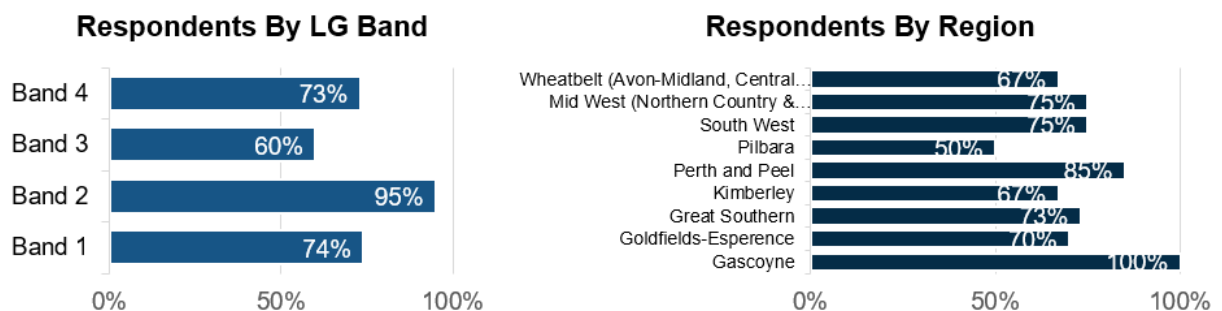 Respondents By LG Band
Band 4
73%
Band 3
60%
Band 2
95%
Band 1
74%
0%
50%
100%
Respondents By Region
Wheatbelt (Avon-Midland, Central...
67%
Mid West (Northern Country &...
75%
South West
75%
Pilbara
50%
Perth and Peel
85%
Kimberley
67%
Great Southern
73%
Goldfields-Esperence
70%
Gascoyne
100%
0%
50%
100%